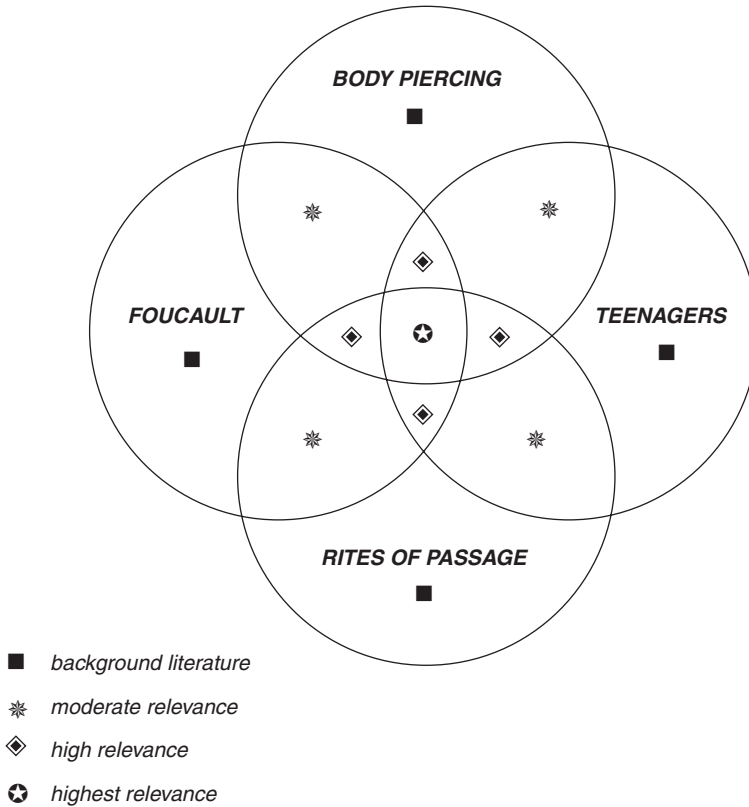 BODY PIERCING
FOUCAULT
TEENAGERS
RITES OF PASSAGE
background literature
moderate relevance
high relevance
highest relevance